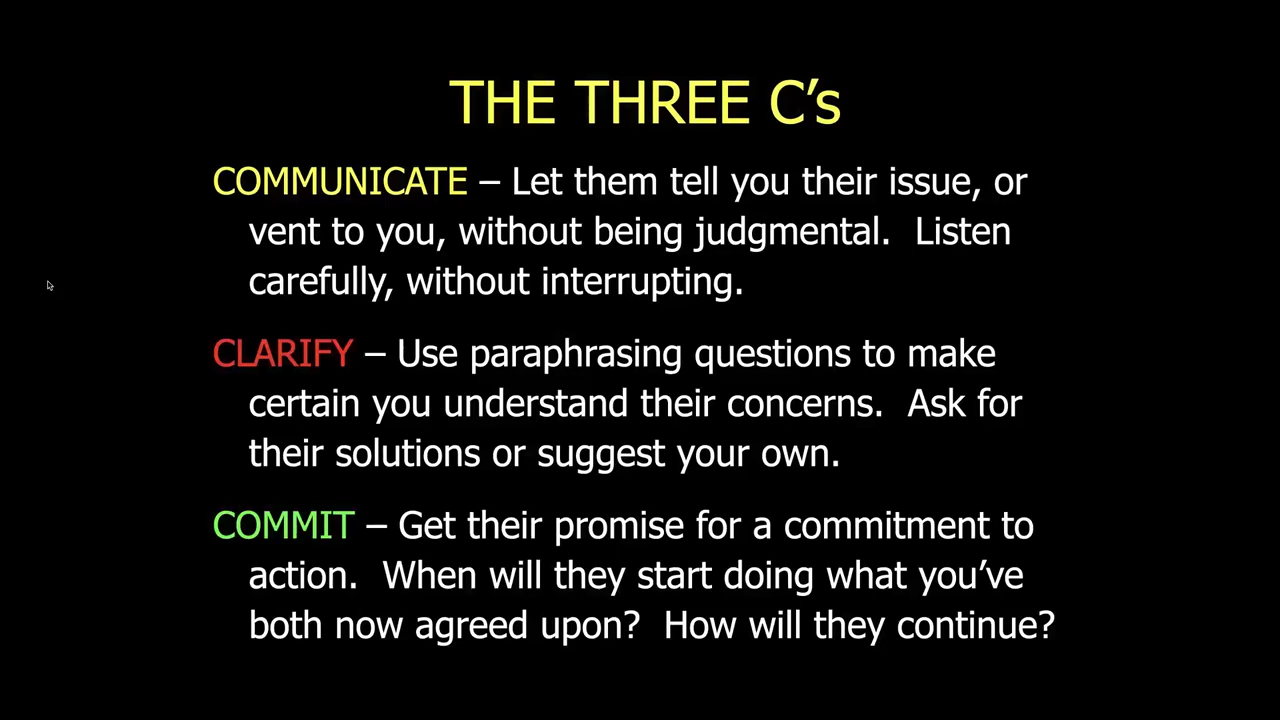 THE THREE C’s
COMMUNICATE – Let them tell you their issue, or
vent to you, without being judgmental.  Listen
carefully, without interrupting.
CLARIFY – Use paraphrasing questions to make
certain you understand their concerns.  Ask for
their solutions or suggest your own.
COMMIT – Get their promise for a commitment to
action.  When will they start doing what you’ve
both now agreed upon?  How will they continue?